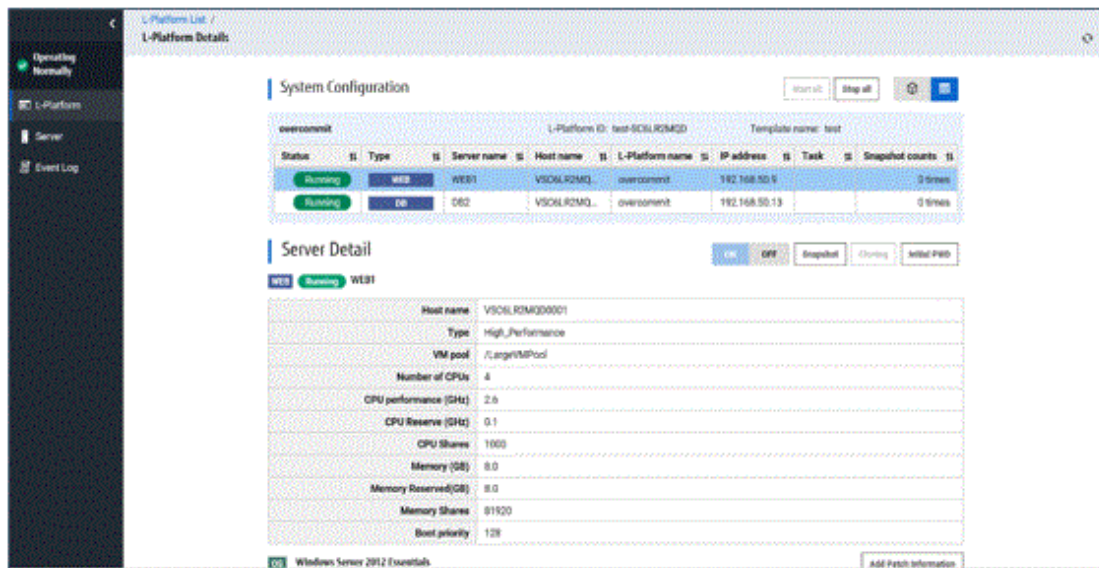 L-Platform List /
L-Platform Details
Operating
Normally
L-Platform
Server
Event Log
System Configuration
Start all
Stop all
overcommit L-Platform ID: test-SC6LR2MQD Template name: test
Status Type Server name Host name L-Platform name IP address Task Snapshot counts
Running WEB WEB1 VSC6LR2MQ... overcommit 192.168.50.9 0 times
Running DB DB2 VSC6LR2MQ... overcommit 192.168.50.13 0 times
Server Detail
ON OFF Snapshot Cloning Initial PWD
WEB Running WEB1
Host name VSC6LR2MQD0001
Type High_Performance
VM pool /LargeVMPool
Number of CPUs 4
CPU performance (GHz) 2.6
CPU Reserve (GHz) 0.1
CPU Shares 1000
Memory (GB) 8.0
Memory Reserved(GB) 8.0
Memory Shares 81920
Boot priority 128
OS Windows Server 2012 Essentials Add Patch Information